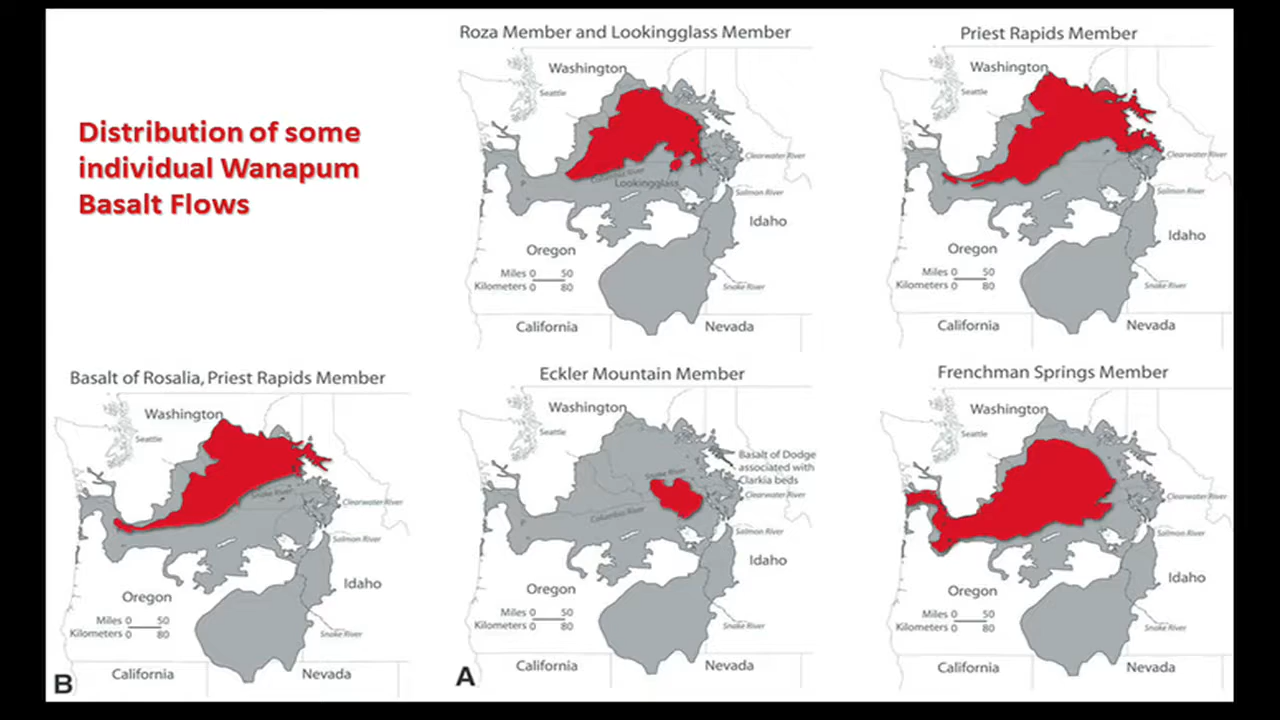 Distribution of some
individual Wanapum
Basalt Flows
Roza Member and Lookingglass Member
Washington
Seattle
Clearwater River
Columbia River
Lookingglass
Salmon River
Idaho
Oregon
Miles 0 50
Kilometers 0 80
Snake River
California
Nevada
Priest Rapids Member
Washington
Seattle
Clearwater River
P
Salmon River
Idaho
Oregon
Miles 0 50
Kilometers 0 80
Snake River
California
Nevada
Basalt of Rosalia, Priest Rapids Member
Washington
Seattle
Snake River
Clearwater River
Salmon River
Idaho
Oregon
Miles 0 50
Kilometers 0 80
Snake River
California
Nevada
B
Eckler Mountain Member
Washington
Seattle
Basalt of Dodge
associated with
Clarkia beds
Snake River
Clearwater River
Columbia River
P
Salmon River
Idaho
Oregon
Miles 0 50
Kilometers 0 80
Snake River
California
Nevada
A
Frenchman Springs Member
Washington
Seattle
Clearwater River
Salmon River
Idaho
Oregon
Miles 0 50
Kilometers 0 80
Snake River
California
Nevada